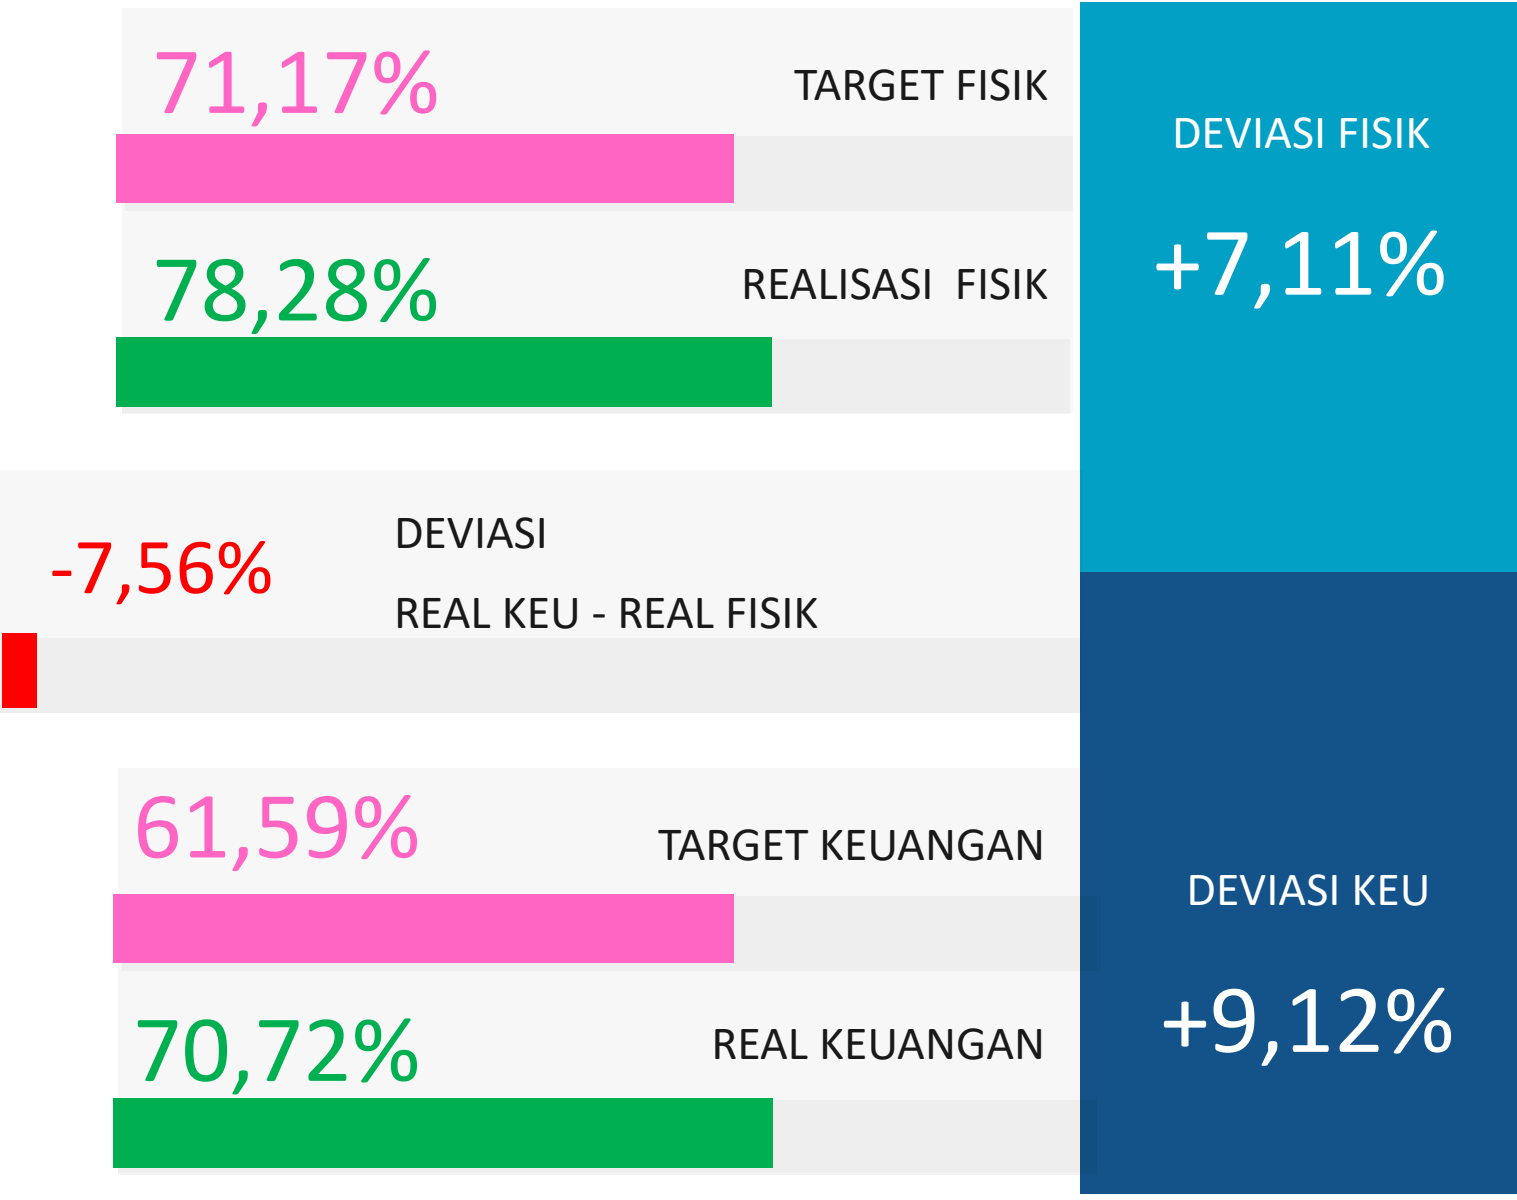 71,17%
TARGET FISIK
78,28%
REALISASI FISIK
DEVIASI FISIK
+7,11%
-7,56%
DEVIASI
REAL KEU - REAL FISIK
61,59%
TARGET KEUANGAN
70,72%
REAL KEUANGAN
DEVIASI KEU
+9,12%